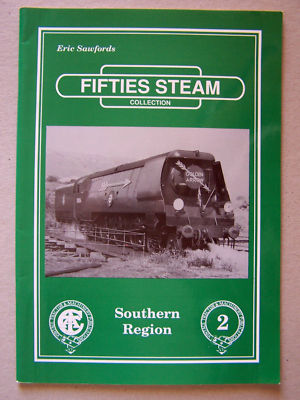 Eric Sawfords
FIFTIES STEAM
COLLECTION
GOLDEN
ARROW
Southern
Region
2